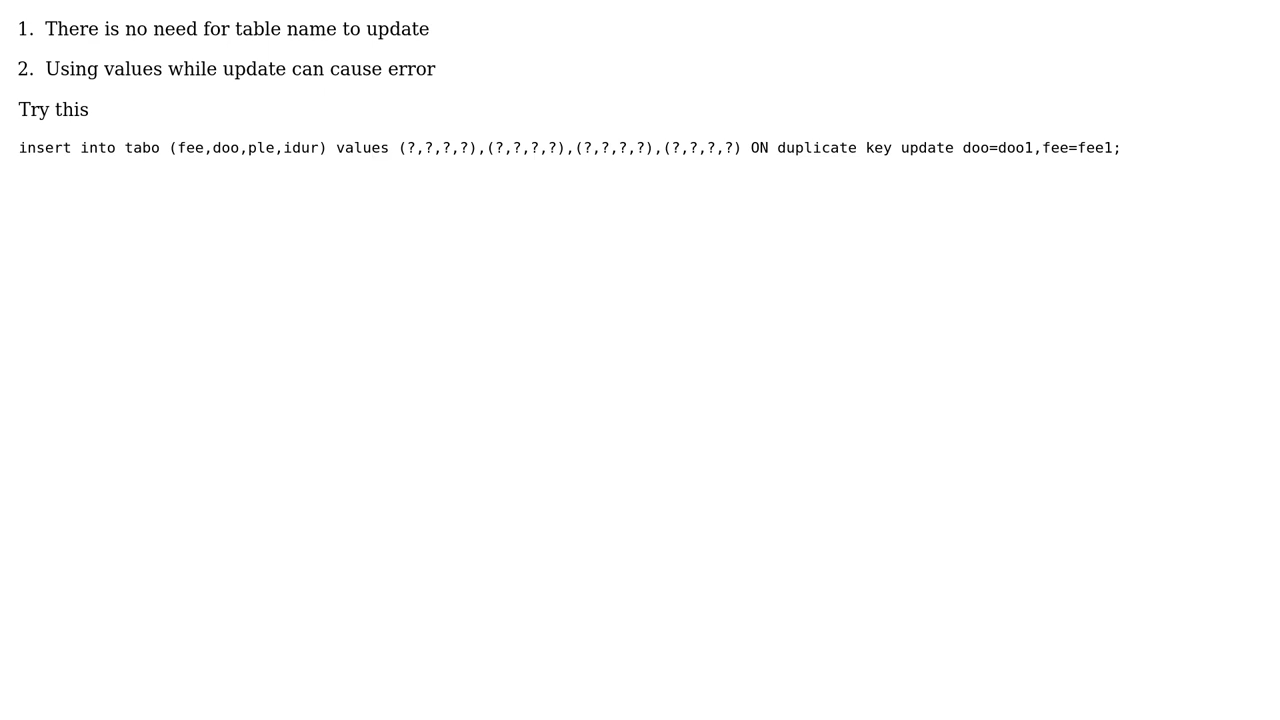 1. There is no need for table name to update
2. Using values while update can cause error
Try this
insert into tabo (fee,doo,ple,idur) values (?,?,?,?),(?,?,?,?),(?,?,?,?),(?,?,?,?) ON duplicate key update doo=doo1,fee=fee1;